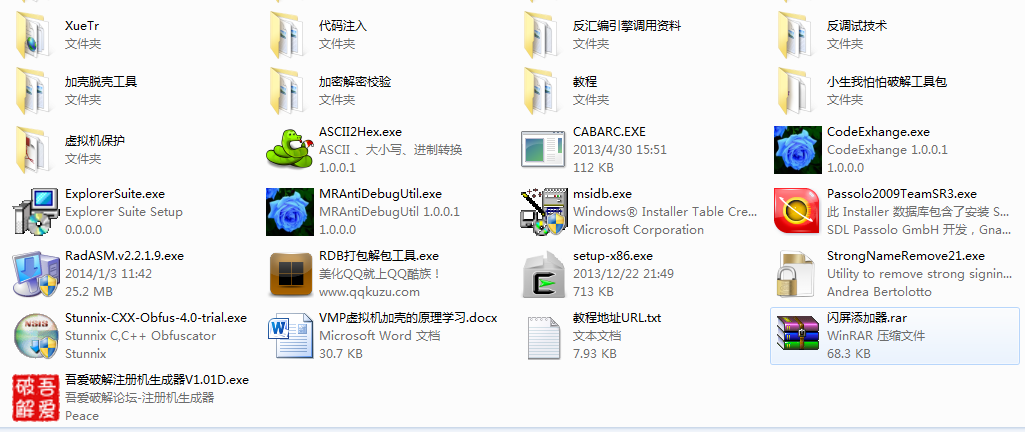 XueTr
文件夹
代码注入
文件夹
反汇编引擎调用资料
文件夹
反调试技术
文件夹
加壳脱壳工具
文件夹
加密解密校验
文件夹
教程
文件夹
小生我怕怕破解工具包
文件夹
虚拟机保护
文件夹
ASCII2Hex.exe
ASCII 、大小写、进制转换
1.0.0.1
CABARC.EXE
2013/4/30 15:51
112 KB
CodeExhange.exe
CodeExhange 1.0.0.1
1.0.0.0
ExplorerSuite.exe
Explorer Suite Setup
0.0.0.0
MRAntiDebugUtil.exe
MRAntiDebugUtil 1.0.0.1
1.0.0.0
msidb.exe
Windows® Installer Table Cre...
Microsoft Corporation
Passolo2009TeamSR3.exe
此 Installer 数据库包含了安装 S...
SDL Passolo GmbH 开发，Gna...
RadASM.v2.2.1.9.exe
2014/1/3 11:42
25.2 MB
RDB打包解包工具.exe
美化QQ就上QQ酷族！
www.qqkuzu.com
setup-x86.exe
2013/12/22 21:49
713 KB
StrongNameRemove21.exe
Utility to remove strong signin...
Andrea Bertolotto
NSIS
Stunnix-CXX-Obfus-4.0-trial.exe
Stunnix C,C++ Obfuscator
Stunnix
VMP虚拟机加壳的原理学习.docx
Microsoft Word 文档
30.7 KB
教程地址URL.txt
文本文档
7.93 KB
闪屏添加器.rar
WinRAR 压缩文件
68.3 KB
吾爱破解
吾爱破解注册机生成器V1.01D.exe
吾爱破解论坛-注册机生成器
Peace